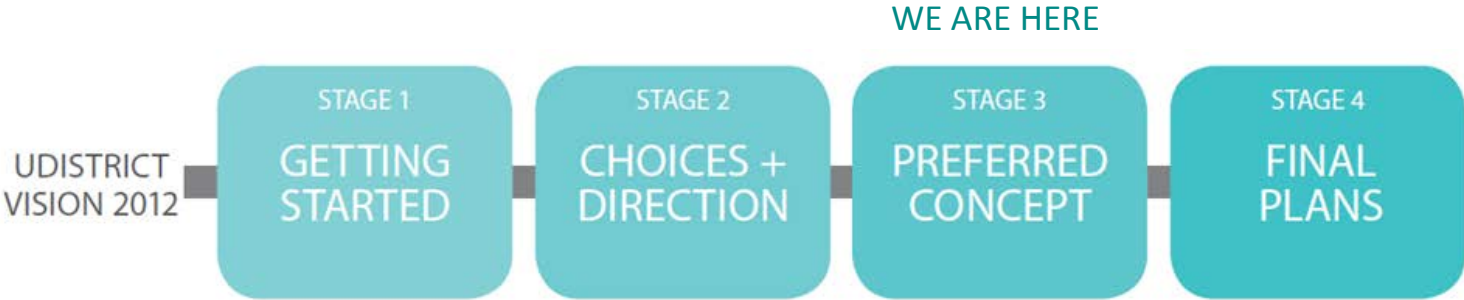 WE ARE HERE
UDISTRICT
VISION 2012
STAGE 1
GETTING
STARTED
STAGE 2
CHOICES +
DIRECTION
STAGE 3
PREFERRED
CONCEPT
STAGE 4
FINAL
PLANS